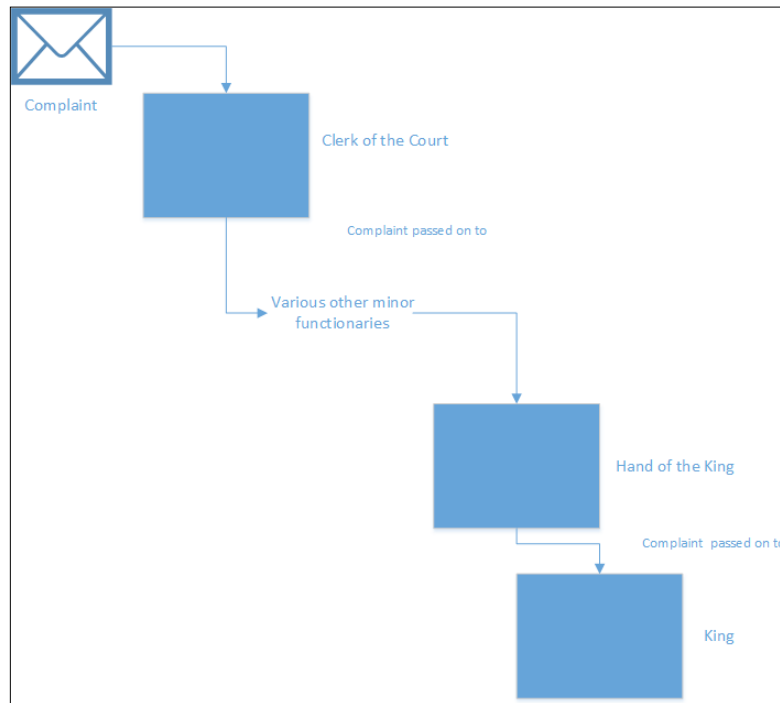 Complaint
Clerk of the Court
Complaint passed on to
Various other minor
functionaries
Hand of the King
Complaint passed on to
King